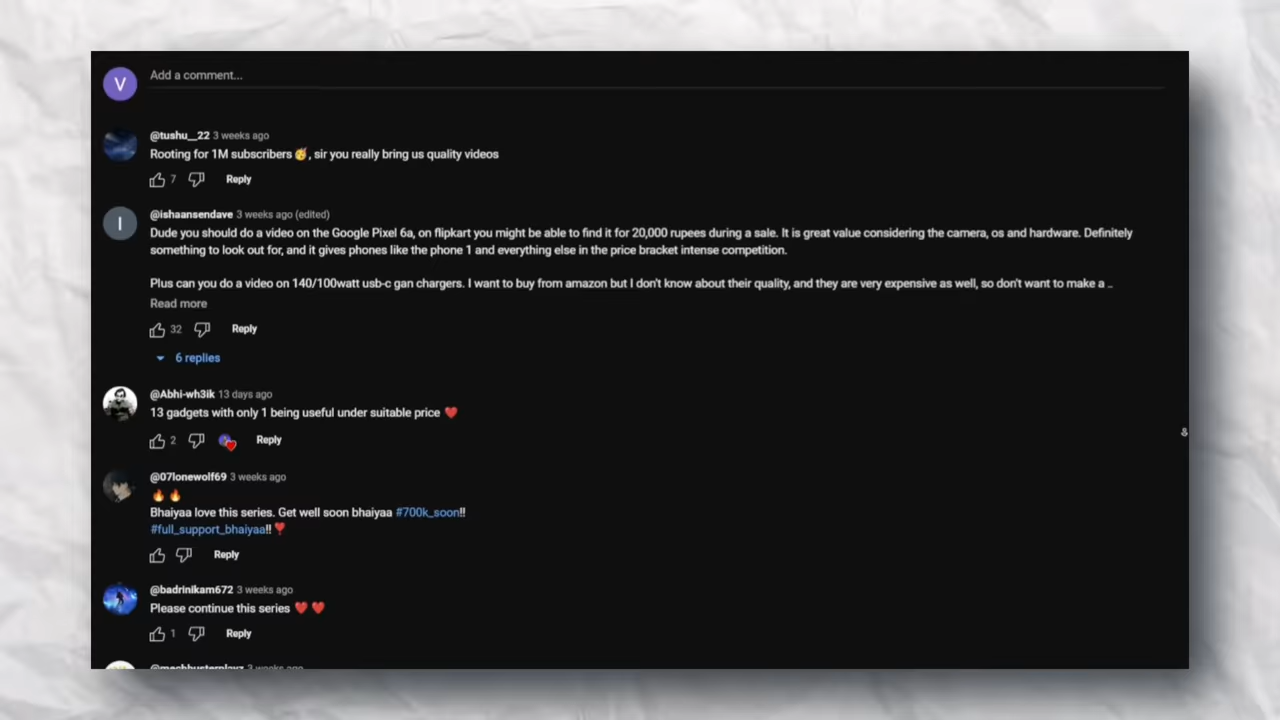 V
Add a comment...
@tushu__22 3 weeks ago
Rooting for 1M subscribers 🥳, sir you really bring us quality videos
7 Reply
I
@ishaansendave 3 weeks ago (edited)
Dude you should do a video on the Google Pixel 6a, on flipkart you might be able to find it for 20,000 rupees during a sale. It is great value considering the camera, os and hardware. Definitely
something to look out for, and it gives phones like the phone 1 and everything else in the price bracket intense competition.
Plus can you do a video on 140/100watt usb-c gan chargers. I want to buy from amazon but I don't know about their quality, and they are very expensive as well, so don't want to make a ..
Read more
32 Reply
6 replies
@Abhi-wh3ik 13 days ago
13 gadgets with only 1 being useful under suitable price ❤️
2 Reply
@07lonewolf69 3 weeks ago
🔥🔥
Bhaiyaa love this series. Get well soon bhaiyaa #700k_soon!!
#full_support_bhaiyaa!!❣️
Reply
@badrinikam672 3 weeks ago
Please continue this series ❤️ ❤️
1 Reply
3 weeks ago